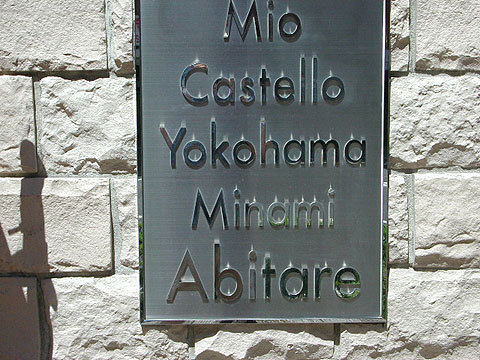 Mio
Castello
Yokohama
Minami
Abitare